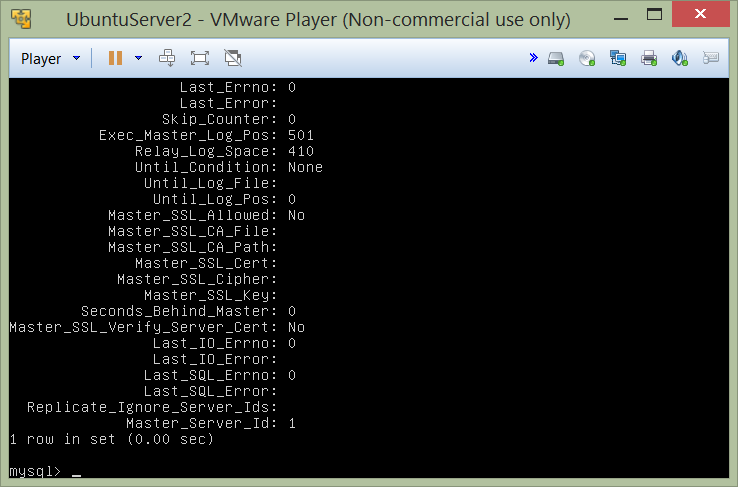 UbuntuServer2 - VMware Player (Non-commercial use only)
Player
Last_Errno: 0
Last_Error:
Skip_Counter: 0
Exec_Master_Log_Pos: 501
Relay_Log_Space: 410
Until_Condition: None
Until_Log_File:
Until_Log_Pos: 0
Master_SSL_Allowed: No
Master_SSL_CA_File:
Master_SSL_CA_Path:
Master_SSL_Cert:
Master_SSL_Cipher:
Master_SSL_Key:
Seconds_Behind_Master: 0
Master_SSL_Verify_Server_Cert: No
Last_IO_Errno: 0
Last_IO_Error:
Last_SQL_Errno: 0
Last_SQL_Error:
Replicate_Ignore_Server_Ids:
Master_Server_Id: 1
1 row in set (0.00 sec)
mysql> _